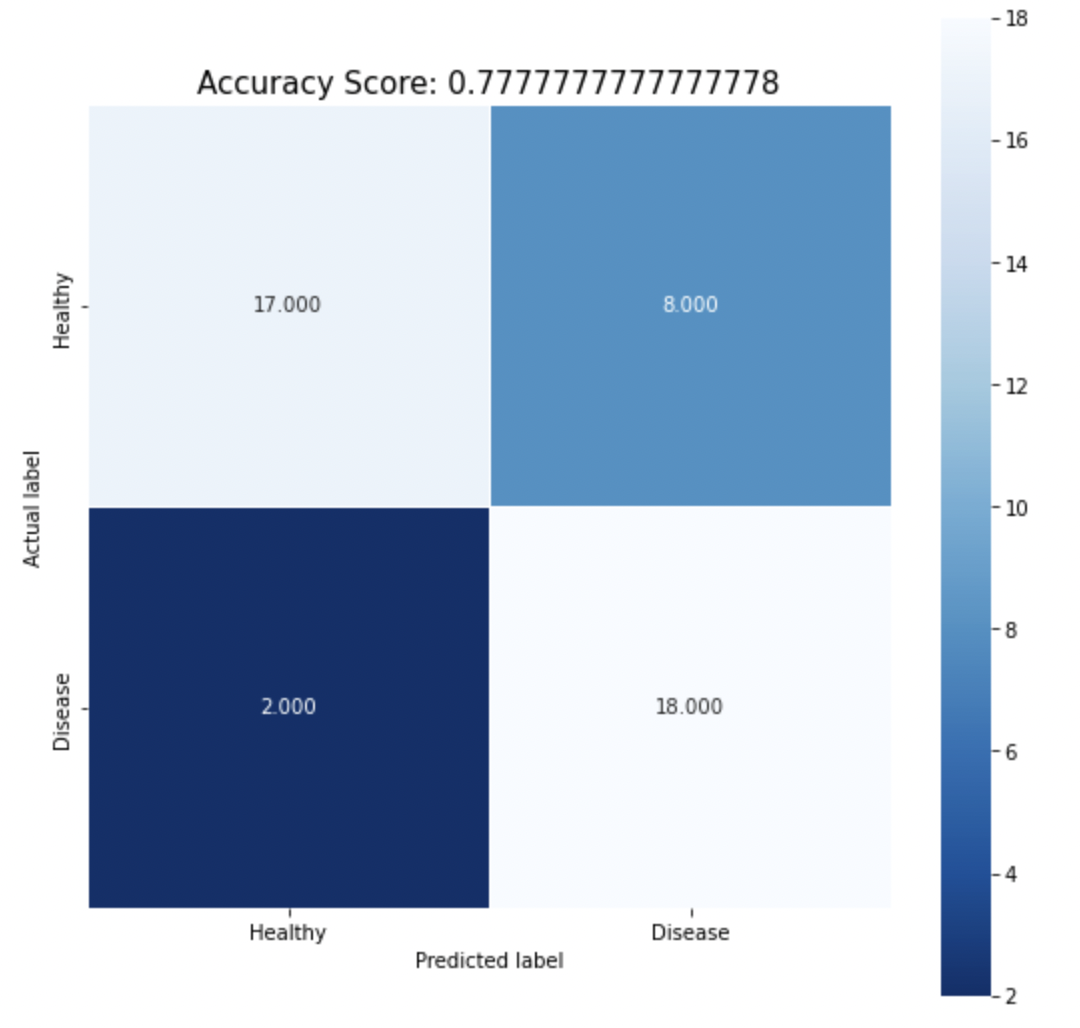 Accuracy Score: 0.7777777777777778
Actual label
Healthy
Disease
17.000
8.000
2.000
18.000
Healthy
Disease
Predicted label
18
16
14
12
10
8
6
4
2